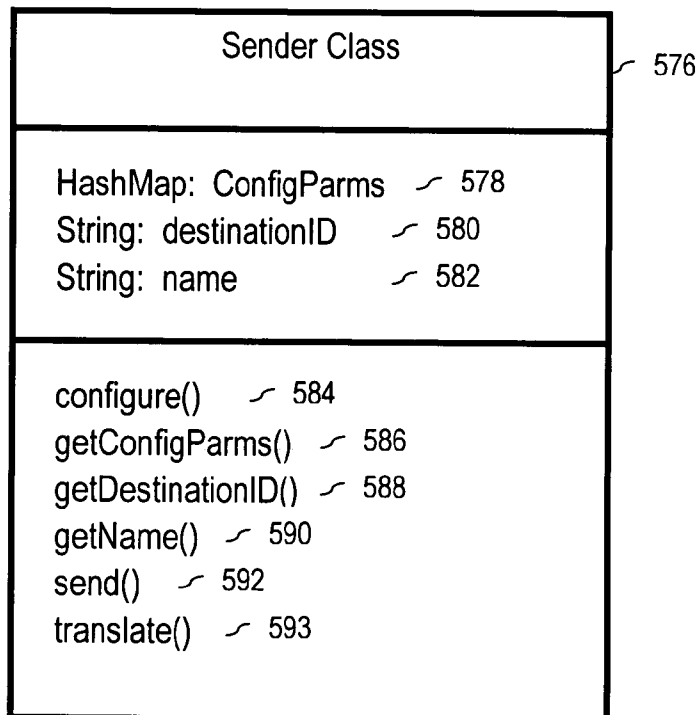 Sender Class
576
HashMap: ConfigParms 578
String: destinationID 580
String: name 582
configure() 584
getConfigParms() 586
getDestinationID() 588
getName() 590
send() 592
translate() 593